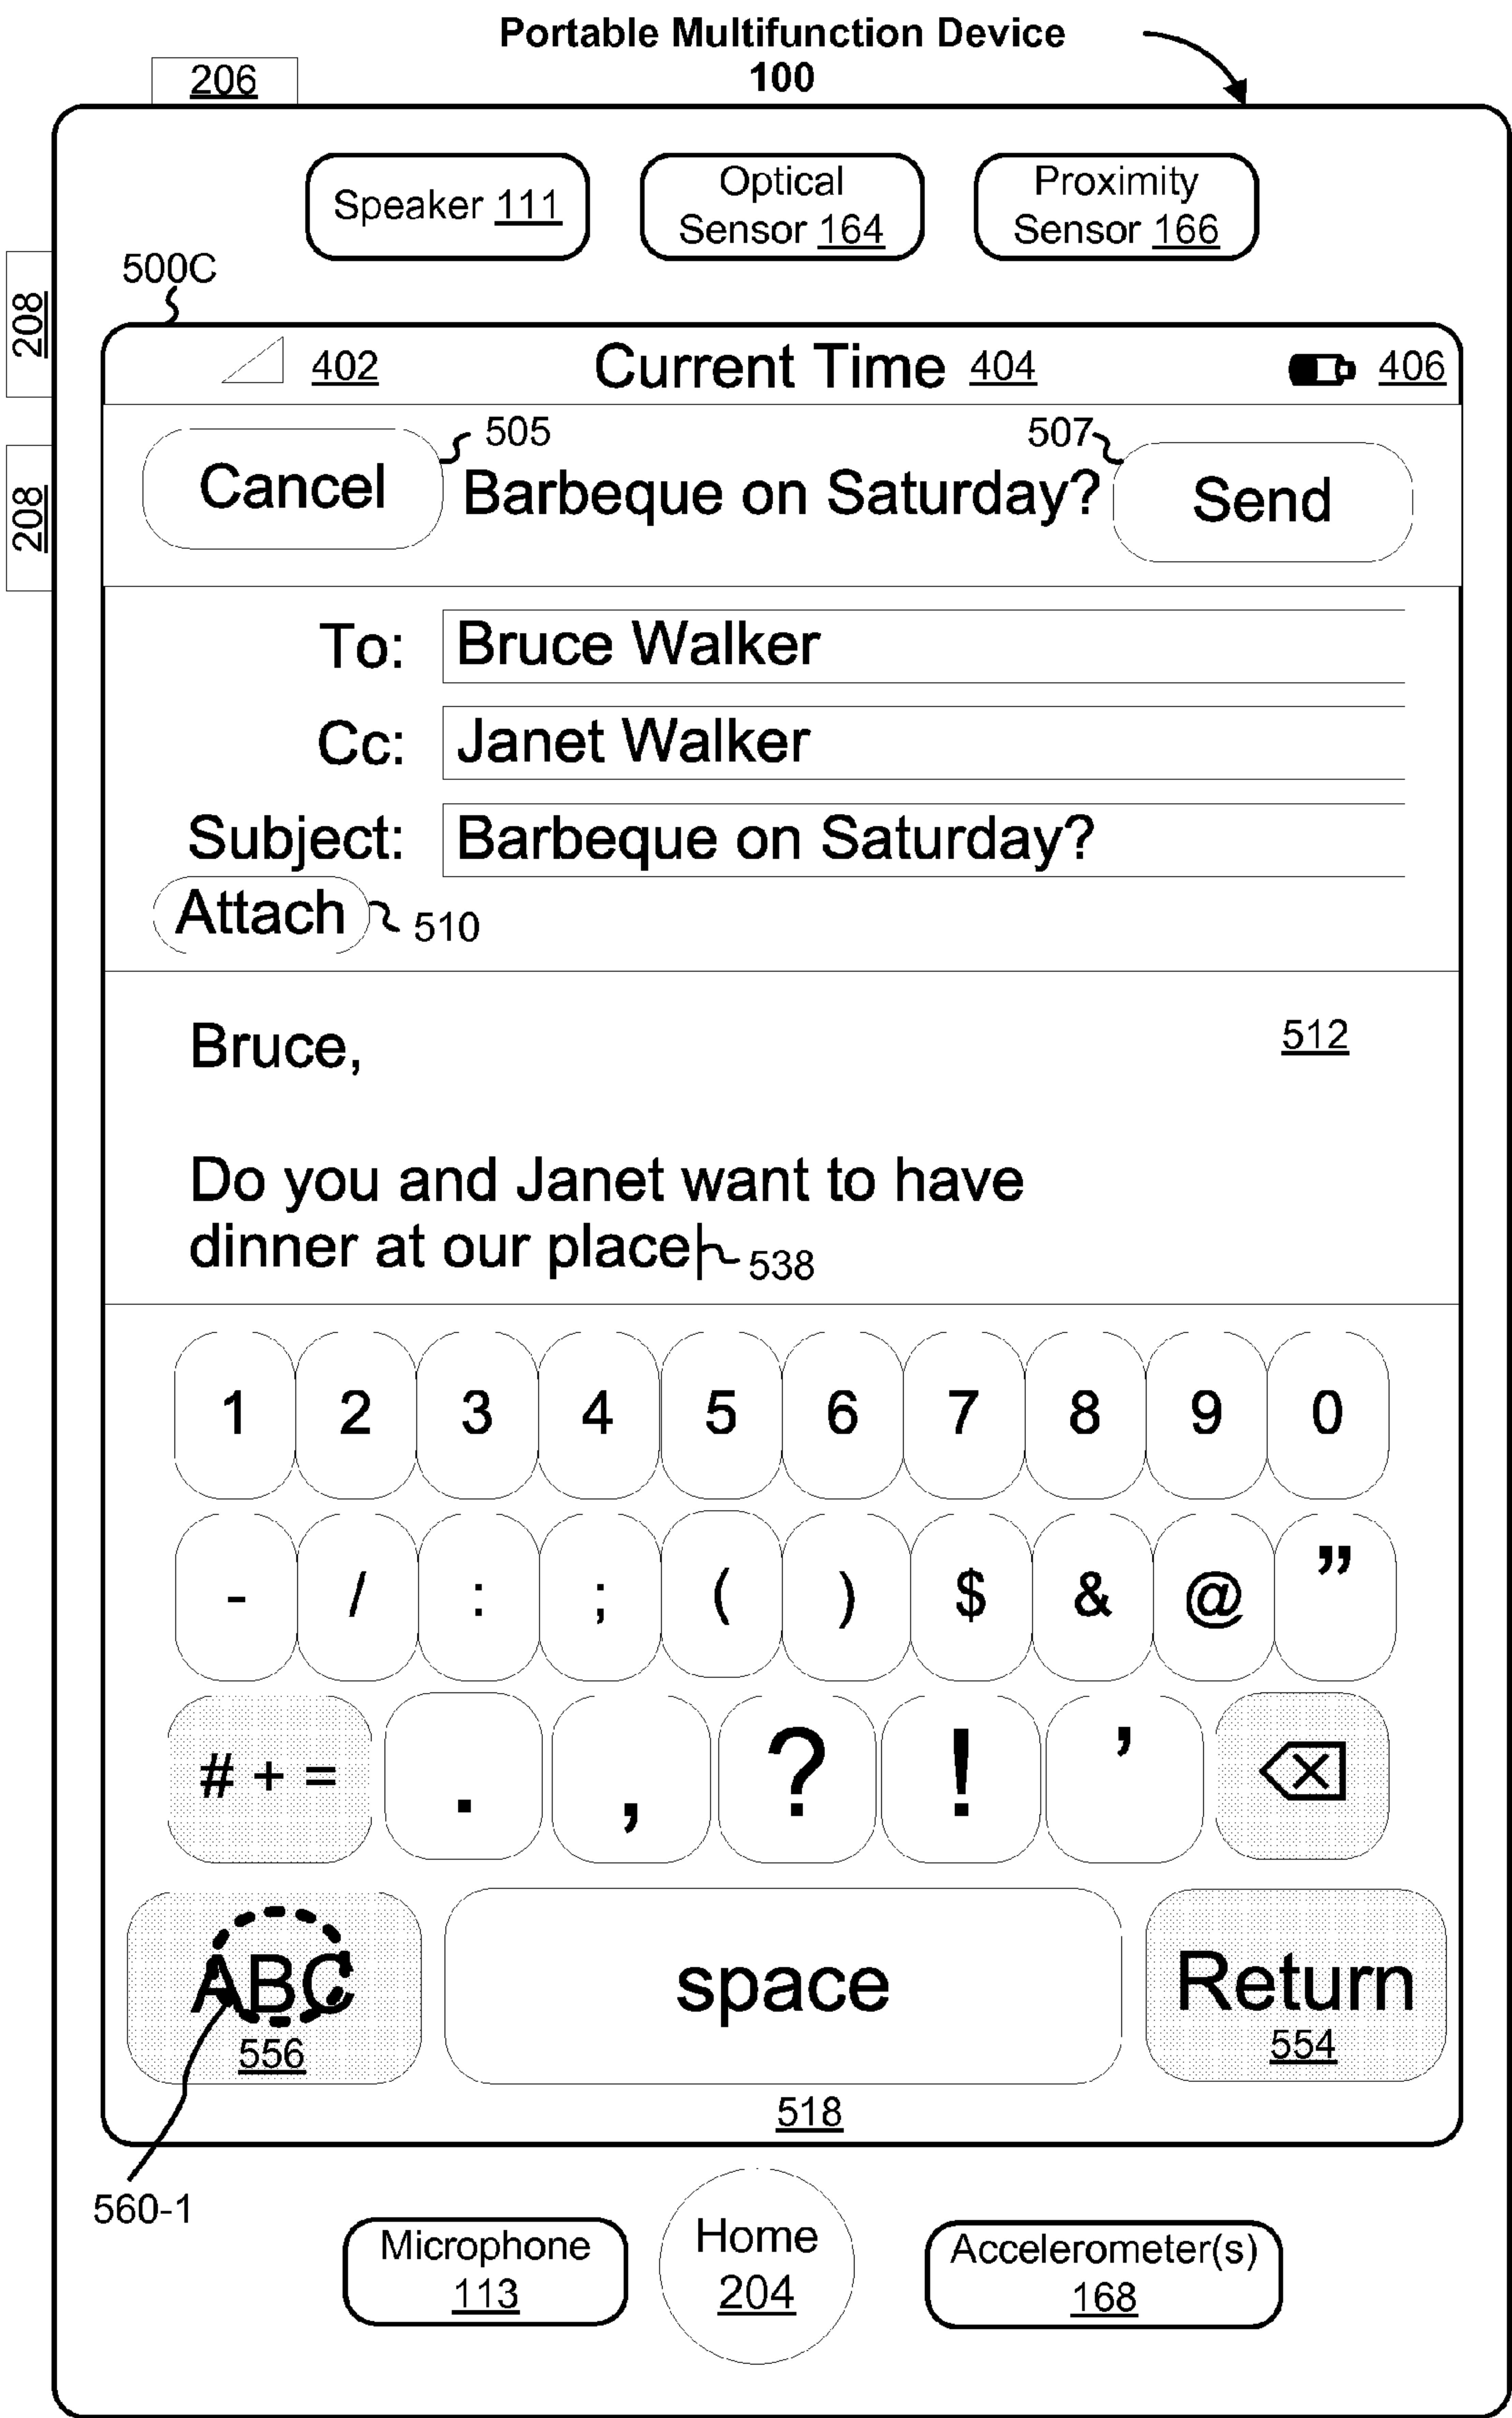 Portable Multifunction Device
100
206
Speaker 111
Optical
Sensor 164
Proximity
Sensor 166
500C
208
208
402
Current Time 404
406
Cancel
505
Barbeque on Saturday?
507
Send
To: Bruce Walker
Cc: Janet Walker
Subject: Barbeque on Saturday?
Attach
510
Bruce,
512
Do you and Janet want to have
dinner at our place
538
1 2 3 4 5 6 7 8 9 0
- / : ; ( ) $ & @ ”
# + = . , ? ! ’
ABC
556
space
Return
554
518
560-1
Microphone
113
Home
204
Accelerometer(s)
168